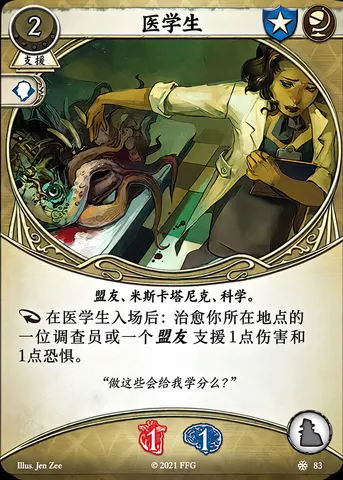 医学生
2
支援
盟友、米斯卡塔尼克、科学。
在医学生入场后：治愈你所在地点的
一位调查员或一个盟友 支援1点伤害和
1点恐惧。
“做这些会给我学分么？”
1 1
Illus. Jen Zee
© 2021 FFG
83